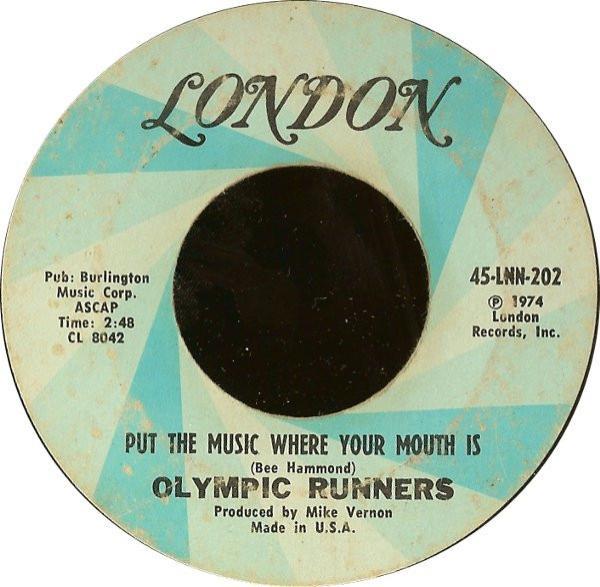 LONDON
Pub: Burlington
Music Corp.
ASCAP
Time: 2:48
CL 8042
45-LNN-202
℗ 1974
London
Records, Inc.
PUT THE MUSIC WHERE YOUR MOUTH IS
(Bee Hammond)
OLYMPIC RUNNERS
Produced by Mike Vernon
Made in U.S.A.